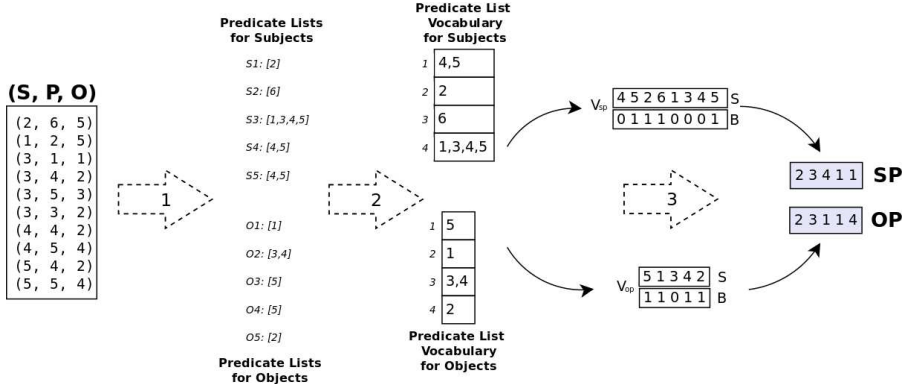 (S, P, O)
(2, 6, 5)
(1, 2, 5)
(3, 1, 1)
(3, 4, 2)
(3, 5, 3)
(3, 3, 2)
(4, 4, 2)
(4, 5, 4)
(5, 4, 2)
(5, 5, 4)
1
Predicate Lists
for Subjects
S1: [2]
S2: [6]
S3: [1,3,4,5]
S4: [4,5]
S5: [4,5]
O1: [1]
O2: [3,4]
O3: [5]
O4: [5]
O5: [2]
Predicate Lists
for Objects
2
Predicate List
Vocabulary
for Subjects
1 4,5
2 2
3 6
4 1,3,4,5
1 5
2 1
3 3,4
4 2
Predicate List
Vocabulary
for Objects
Vsp 4 5 2 6 1 3 4 5 S
0 1 1 1 0 0 0 1 B
3
Vop 5 1 3 4 2 S
1 1 0 1 1 B
2 3 4 1 1 SP
2 3 1 1 4 OP